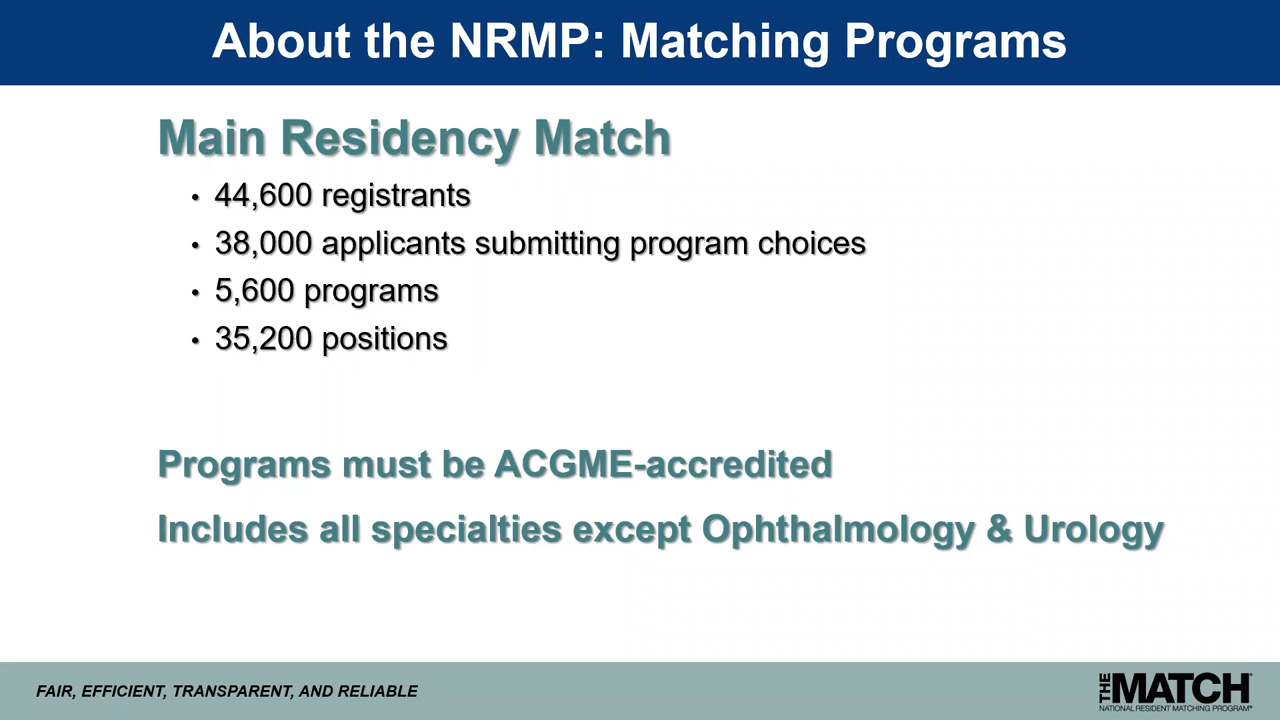 About the NRMP: Matching Programs
Main Residency Match
• 44,600 registrants
• 38,000 applicants submitting program choices
• 5,600 programs
• 35,200 positions
Programs must be ACGME-accredited
Includes all specialties except Ophthalmology & Urology
FAIR, EFFICIENT, TRANSPARENT, AND RELIABLE
THE MATCH
NATIONAL RESIDENT MATCHING PROGRAM®